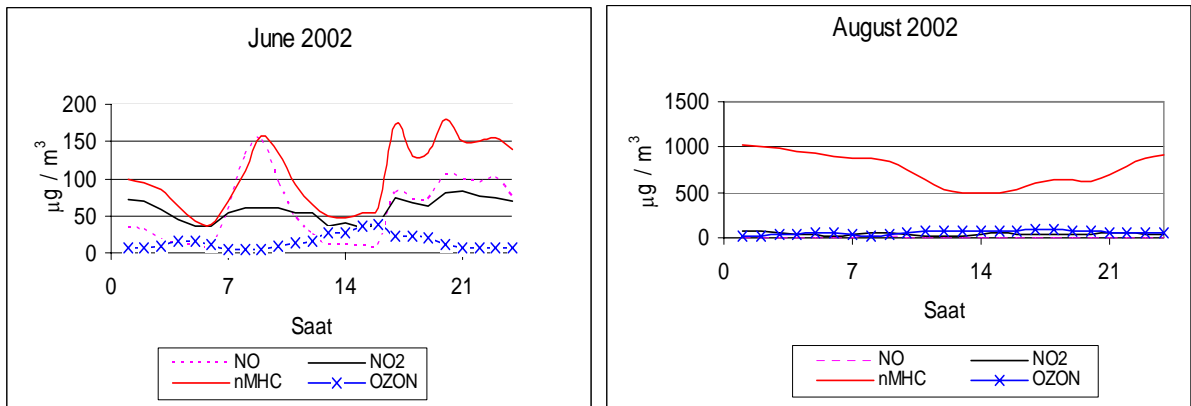 June 2002
200
150
100
50
0
µg / m³
0 7 14 21
Saat
NO NO2
nMHC OZON
August 2002
1500
1000
500
0
µg / m³
0 7 14 21
Saat
NO NO2
nMHC OZON